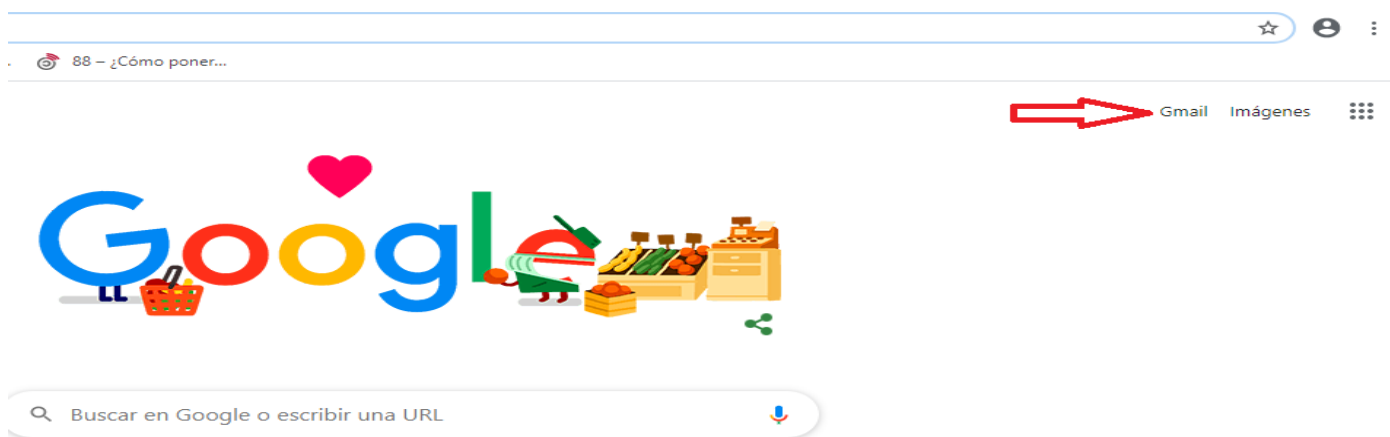 88 – ¿Cómo poner...
Gmail Imágenes
Google
Buscar en Google o escribir una URL